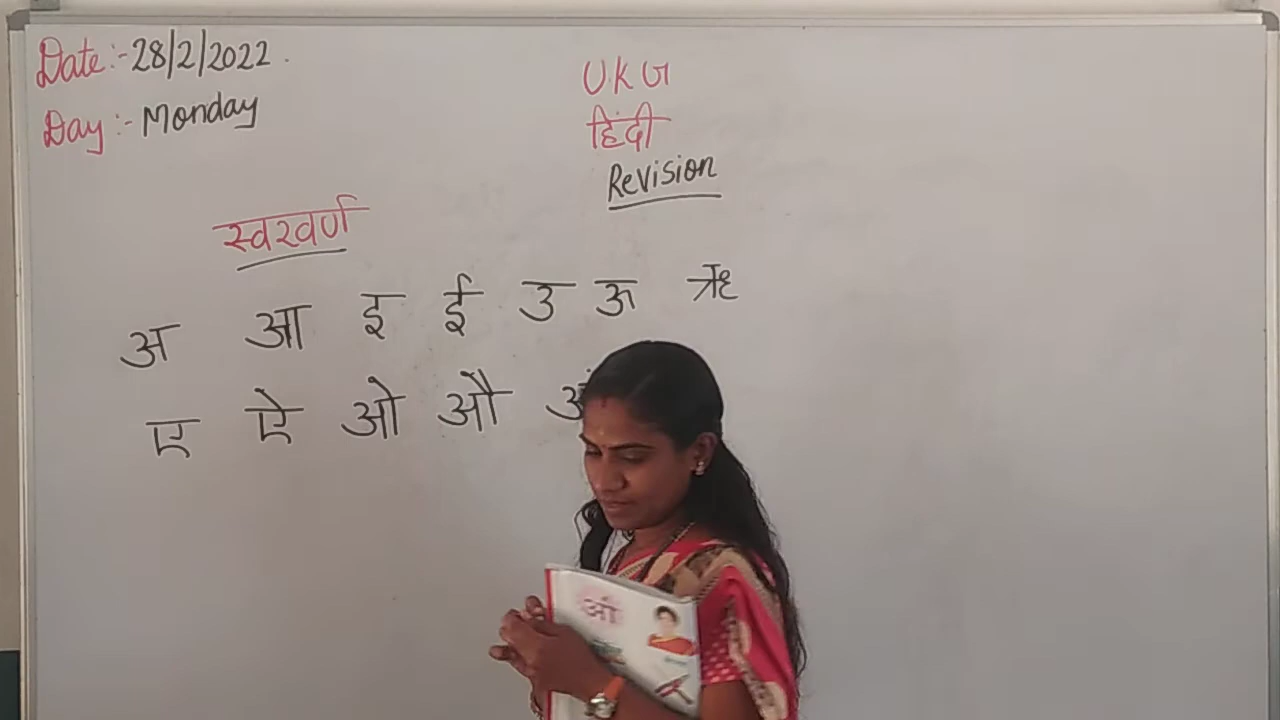 Date:- 28/2/2022.
Day:- Monday
UKG
हिंदी
Revision
स्वरवर्ण
अ आ इ ई उ ऊ ऋ
ए ऐ ओ औ अं
औ